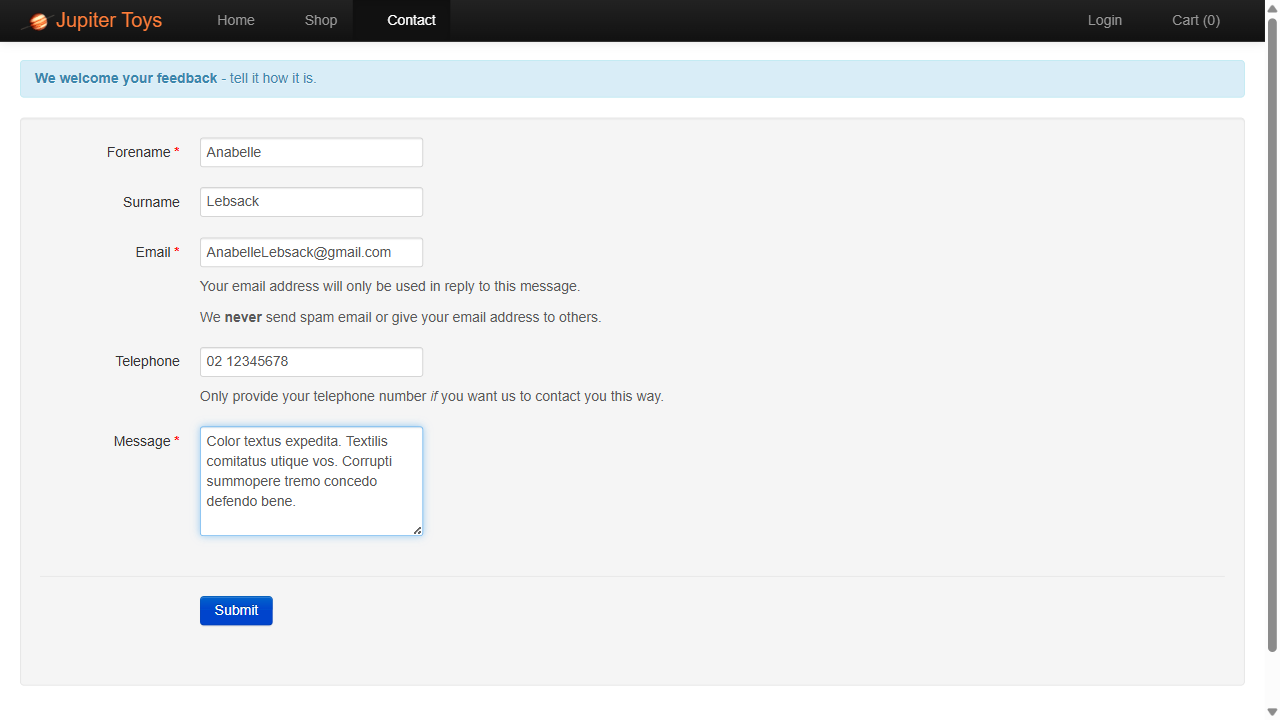 Jupiter Toys Home Shop Contact Login Cart (0)
We welcome your feedback - tell it how it is.
Forename * Anabelle
Surname Lebsack
Email * AnabelleLebsack@gmail.com
Your email address will only be used in reply to this message.
We never send spam email or give your email address to others.
Telephone 02 12345678
Only provide your telephone number if you want us to contact you this way.
Message * Color textus expedita. Textilis
comitatus utique vos. Corrupti
summopere tremo concedo
defendo bene.
Submit